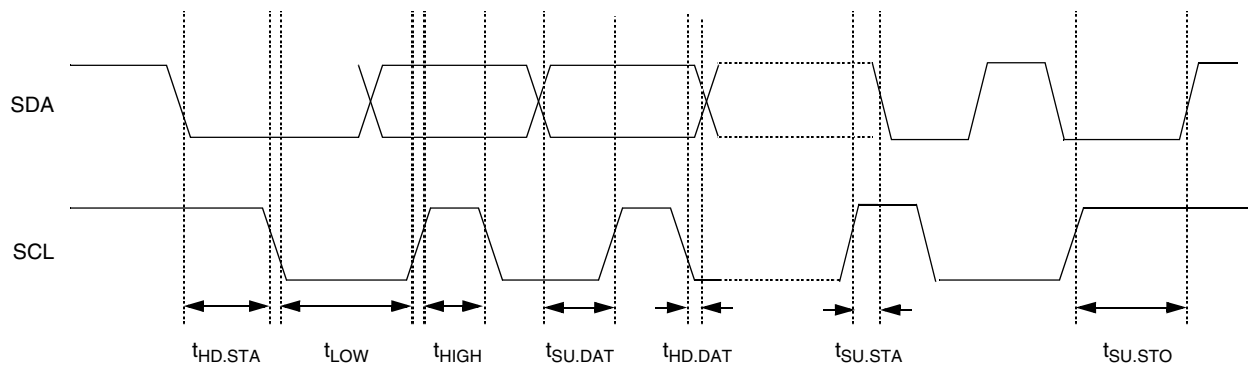 SDA
SCL
tHD.STA tLOW tHIGH tSU.DAT tHD.DAT tSU.STA tSU.STO